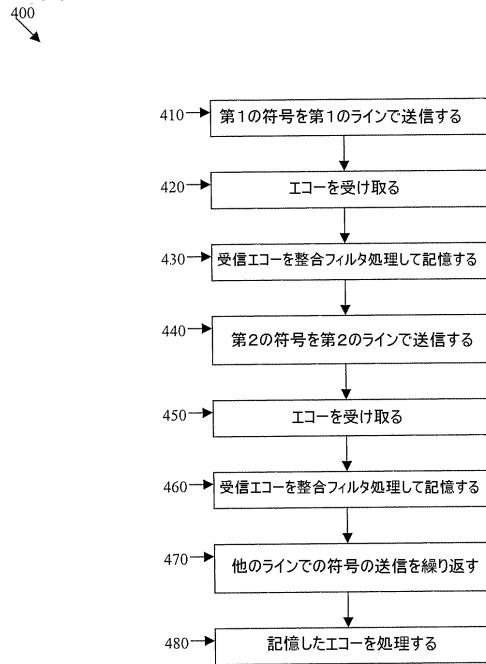 400
410 第1の符号を第1のラインで送信する
420 エコーを受け取る
430 受信エコーを整合フィルタ処理して記憶する
440 第2の符号を第2のラインで送信する
450 エコーを受け取る
460 受信エコーを整合フィルタ処理して記憶する
470 他のラインでの符号の送信を繰り返す
480 記憶したエコーを処理する